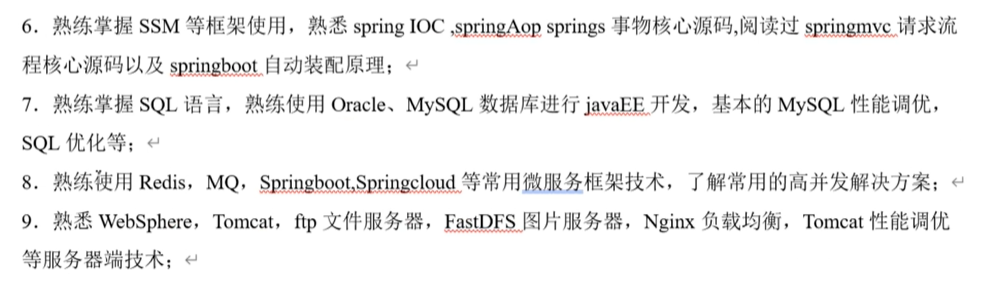 6．熟练掌握 SSM 等框架使用，熟悉 spring IOC ,springAop springs 事物核心源码,阅读过 springmvc 请求流
程核心源码以及 springboot 自动装配原理；
7．熟练掌握 SQL 语言，熟练使用 Oracle、MySQL 数据库进行 javaEE 开发，基本的 MySQL 性能调优，
SQL 优化等；
8．熟练使用 Redis，MQ，Springboot,Springcloud 等常用微服务框架技术，了解常用的高并发解决方案；
9．熟悉 WebSphere，Tomcat，ftp 文件服务器，FastDFS 图片服务器，Nginx 负载均衡，Tomcat 性能调优
等服务器端技术；